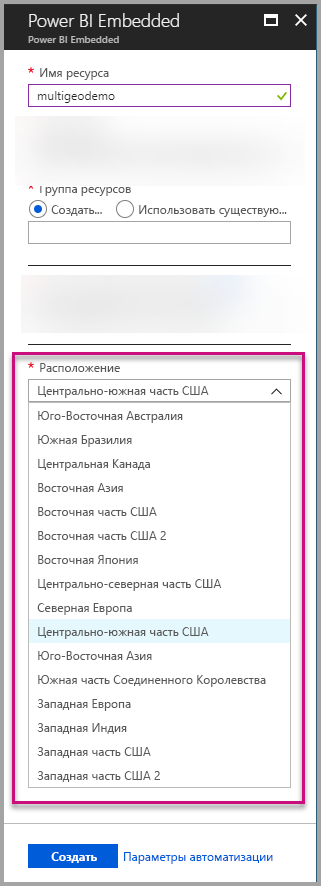 Power BI Embedded
Power BI Embedded
* Имя ресурса
multigeodemo
* Группа ресурсов
Создать... Использовать существую...
* Расположение
Центрально-южная часть США
Юго-Восточная Австралия
Южная Бразилия
Центральная Канада
Восточная Азия
Восточная часть США
Восточная часть США 2
Восточная Япония
Центрально-северная часть США
Северная Европа
Центрально-южная часть США
Юго-Восточная Азия
Южная часть Соединенного Королевства
Западная Европа
Западная Индия
Западная часть США
Западная часть США 2
Создать Параметры автоматизации